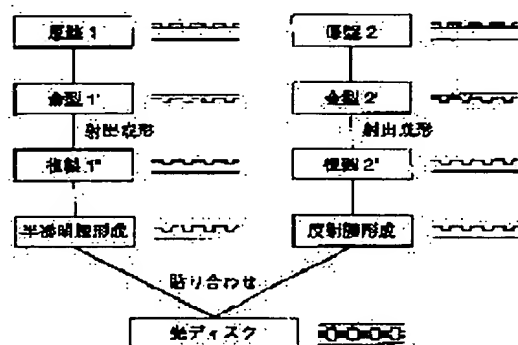 原盤 1
原盤 2
金型 1'
金型 2'
射出成形
射出成形
複製 1"
複製 2"
半透明膜形成
反射膜形成
貼り合わせ
光ディスク